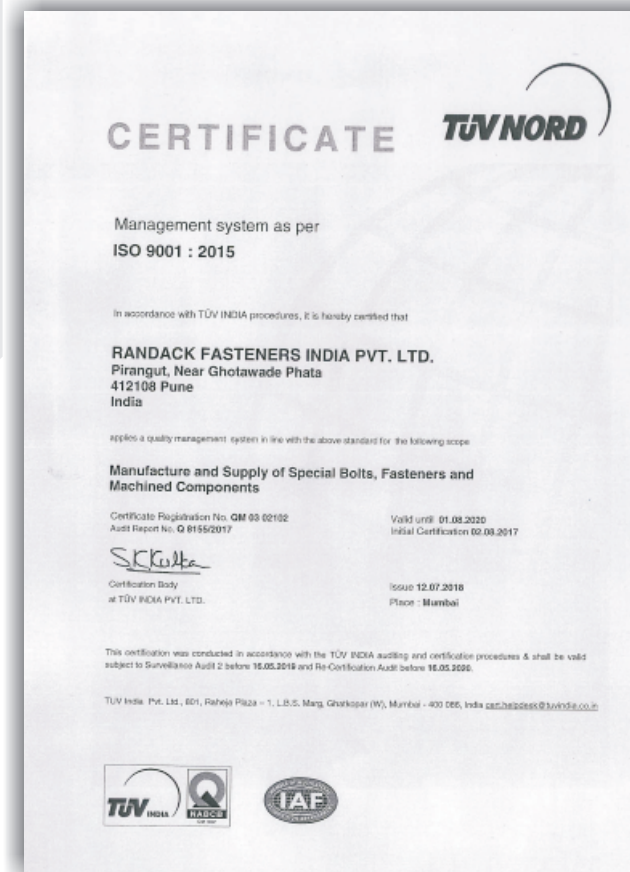 TÜV NORD
CERTIFICATE
Management system as per
ISO 9001 : 2015
In accordance with TÜV INDIA procedures, it is hereby certified that
RANDACK FASTENERS INDIA PVT. LTD.
Pirangut, Near Ghotawade Phata
412108 Pune
India
applies a quality management system in line with the above standard for the following scope
Manufacture and Supply of Special Bolts, Fasteners and
Machined Components
Certificate Registration No. QM 03 02102
Audit Report No. Q 8155/2017
Valid until 01.08.2020
Initial Certification 02.08.2017
Certification Body
at TÜV INDIA PVT. LTD.
Issue 12.07.2018
Place : Mumbai
This certification was conducted in accordance with the TÜV INDIA auditing and certification procedures & shall be valid
subject to Surveillance Audit 2 before 16.05.2019 and Re-Certification Audit before 16.05.2020.
TÜV India Pvt. Ltd., 801, Raheja Plaza – 1, L.B.S. Marg, Ghatkopar (W), Mumbai - 400 086, India cert.helpdesk@tuvindia.co.in
TÜV INDIA
NABCB
IAF